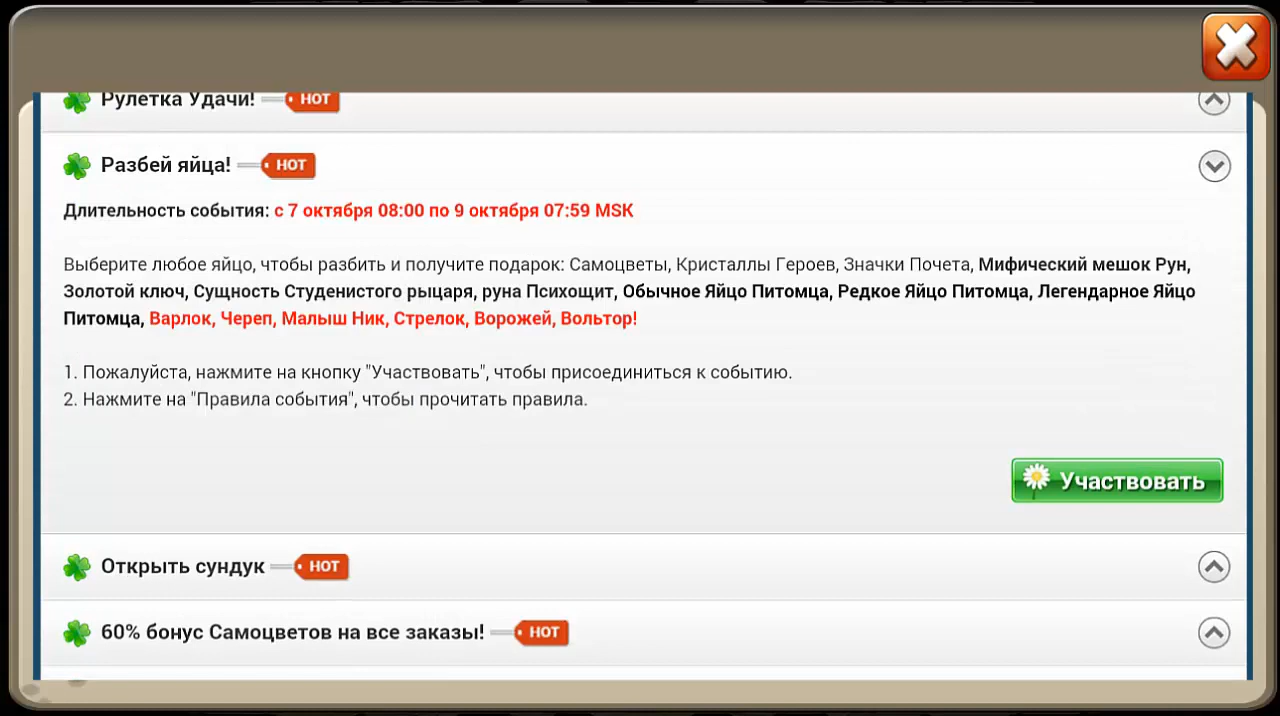 Рулетка Удачи! HOT
Разбей яйца! HOT
Длительность события: с 7 октября 08:00 по 9 октября 07:59 MSK
Выберите любое яйцо, чтобы разбить и получите подарок: Самоцветы, Кристаллы Героев, Значки Почета, Мифический мешок Рун,
Золотой ключ, Сущность Студенистого рыцаря, руна Психощит, Обычное Яйцо Питомца, Редкое Яйцо Питомца, Легендарное Яйцо
Питомца, Варлок, Череп, Малыш Ник, Стрелок, Ворожей, Вольтор!
1. Пожалуйста, нажмите на кнопку "Участвовать", чтобы присоединиться к событию.
2. Нажмите на "Правила события", чтобы прочитать правила.
Участвовать
Открыть сундук HOT
60% бонус Самоцветов на все заказы! HOT